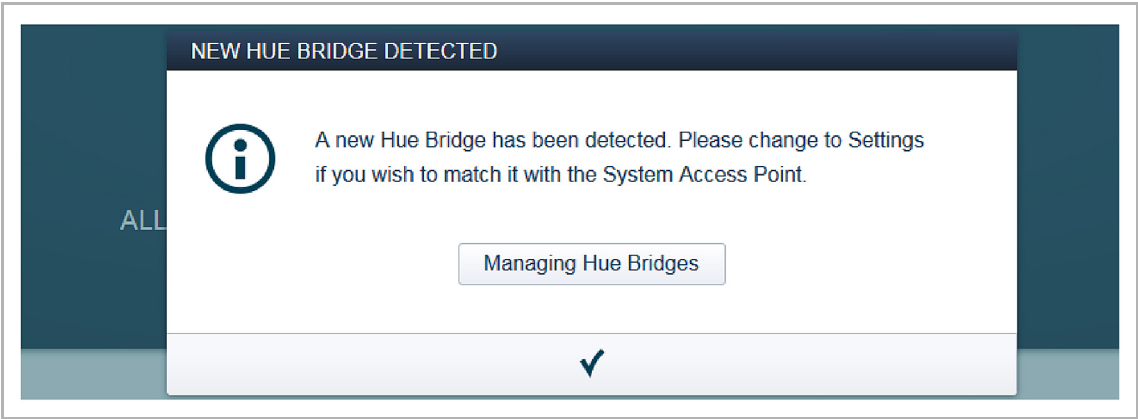 NEW HUE BRIDGE DETECTED
A new Hue Bridge has been detected. Please change to Settings
if you wish to match it with the System Access Point.
ALL
Managing Hue Bridges